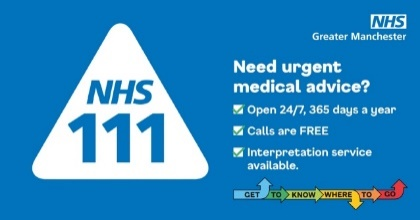 NHS
Greater Manchester
NHS
111
Need urgent
medical advice?
Open 24/7, 365 days a year
Calls are FREE
Interpretation service
available.
GET TO KNOW WHERE TO GO